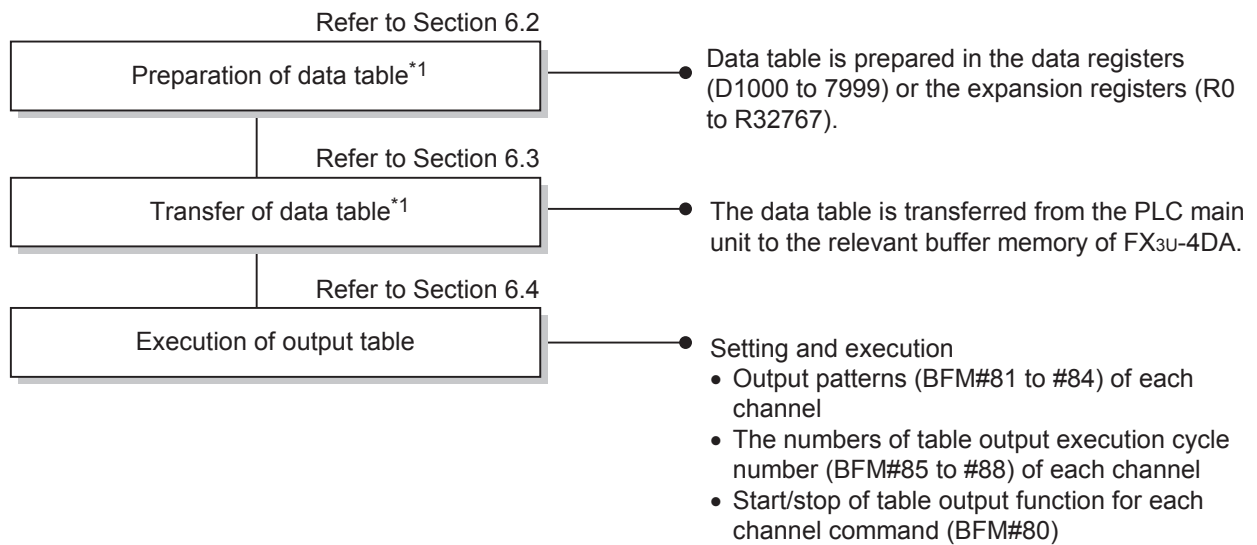 Refer to Section 6.2
Preparation of data table*1
Data table is prepared in the data registers
(D1000 to 7999) or the expansion registers (R0
to R32767).
Refer to Section 6.3
Transfer of data table*1
The data table is transferred from the PLC main
unit to the relevant buffer memory of FX3U-4DA.
Refer to Section 6.4
Execution of output table
Setting and execution
• Output patterns (BFM#81 to #84) of each
channel
• The numbers of table output execution cycle
number (BFM#85 to #88) of each channel
• Start/stop of table output function for each
channel command (BFM#80)